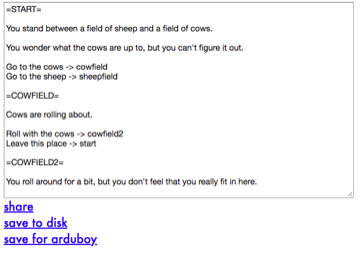 =START=
You stand between a field of sheep and a field of cows.
You wonder what the cows are up to, but you can't figure it out.
Go to the cows -> cowfield
Go to the sheep -> sheepfield
=COWFIELD=
Cows are rolling about.
Roll with the cows -> cowfield2
Leave this place -> start
=COWFIELD2=
You roll around for a bit, but you don't feel that you really fit in here.
share
save to disk
save for arduboy